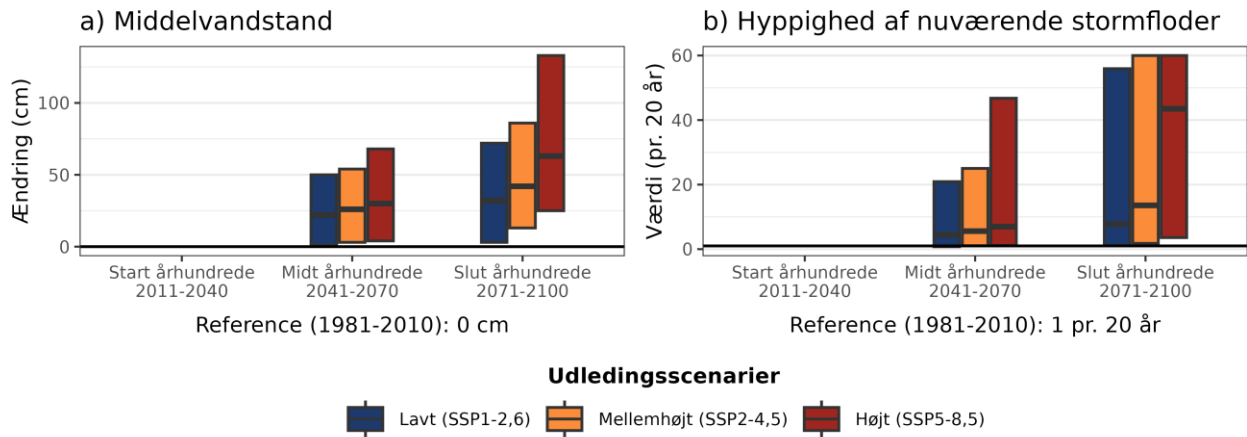 a) Middelvandstand
Ændring (cm)
100
50
0
Start århundrede
2011-2040
Midt århundrede
2041-2070
Slut århundrede
2071-2100
Reference (1981-2010): 0 cm
b) Hyppighed af nuværende stormfloder
Værdi (pr. 20 år)
60
40
20
0
Start århundrede
2011-2040
Midt århundrede
2041-2070
Slut århundrede
2071-2100
Reference (1981-2010): 1 pr. 20 år
Udledingsscenarier
Lavt (SSP1-2,6)
Mellemhøjt (SSP2-4,5)
Højt (SSP5-8,5)